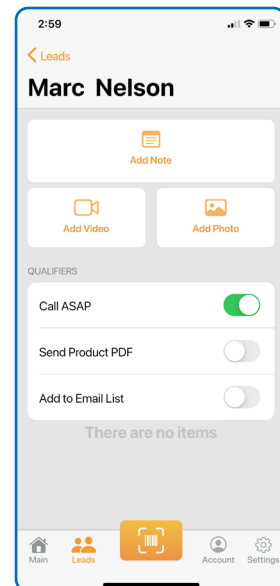 2:59
Leads
Marc Nelson
Add Note
Add Video
Add Photo
QUALIFIERS
Call ASAP
Send Product PDF
Add to Email List
There are no items
Main
Leads
Account
Settings